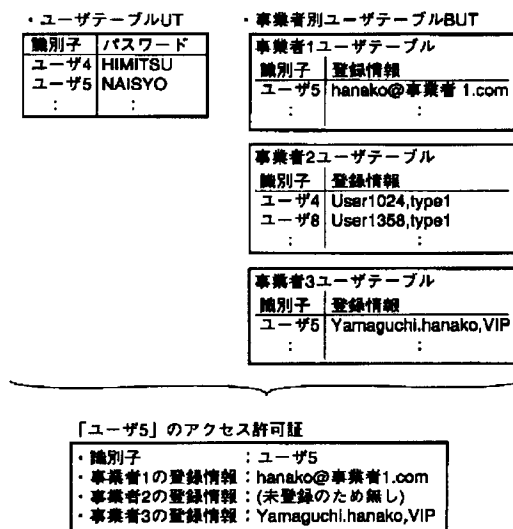 ・ユーザテーブルUT
識別子 パスワード
ユーザ4 HIMITSU
ユーザ5 NAISYO
: :
・事業者別テーブルBUT
事業者1ユーザテーブル
識別子 登録情報
ユーザ5 hanako@事業者1.com
: :
事業者2ユーザテーブル
識別子 登録情報
ユーザ4 User1024,type1
ユーザ8 User1358,type1
: :
事業者3ユーザテーブル
識別子 登録情報
ユーザ5 Yamaguchi.hanako,VIP
: :
「ユーザ5」のアクセス許可証
・識別子 : ユーザ5
・事業者1の登録情報 : hanako@事業者1.com
・事業者2の登録情報 : (未登録のため無し)
・事業者3の登録情報 : Yamaguchi.hanako,VIP